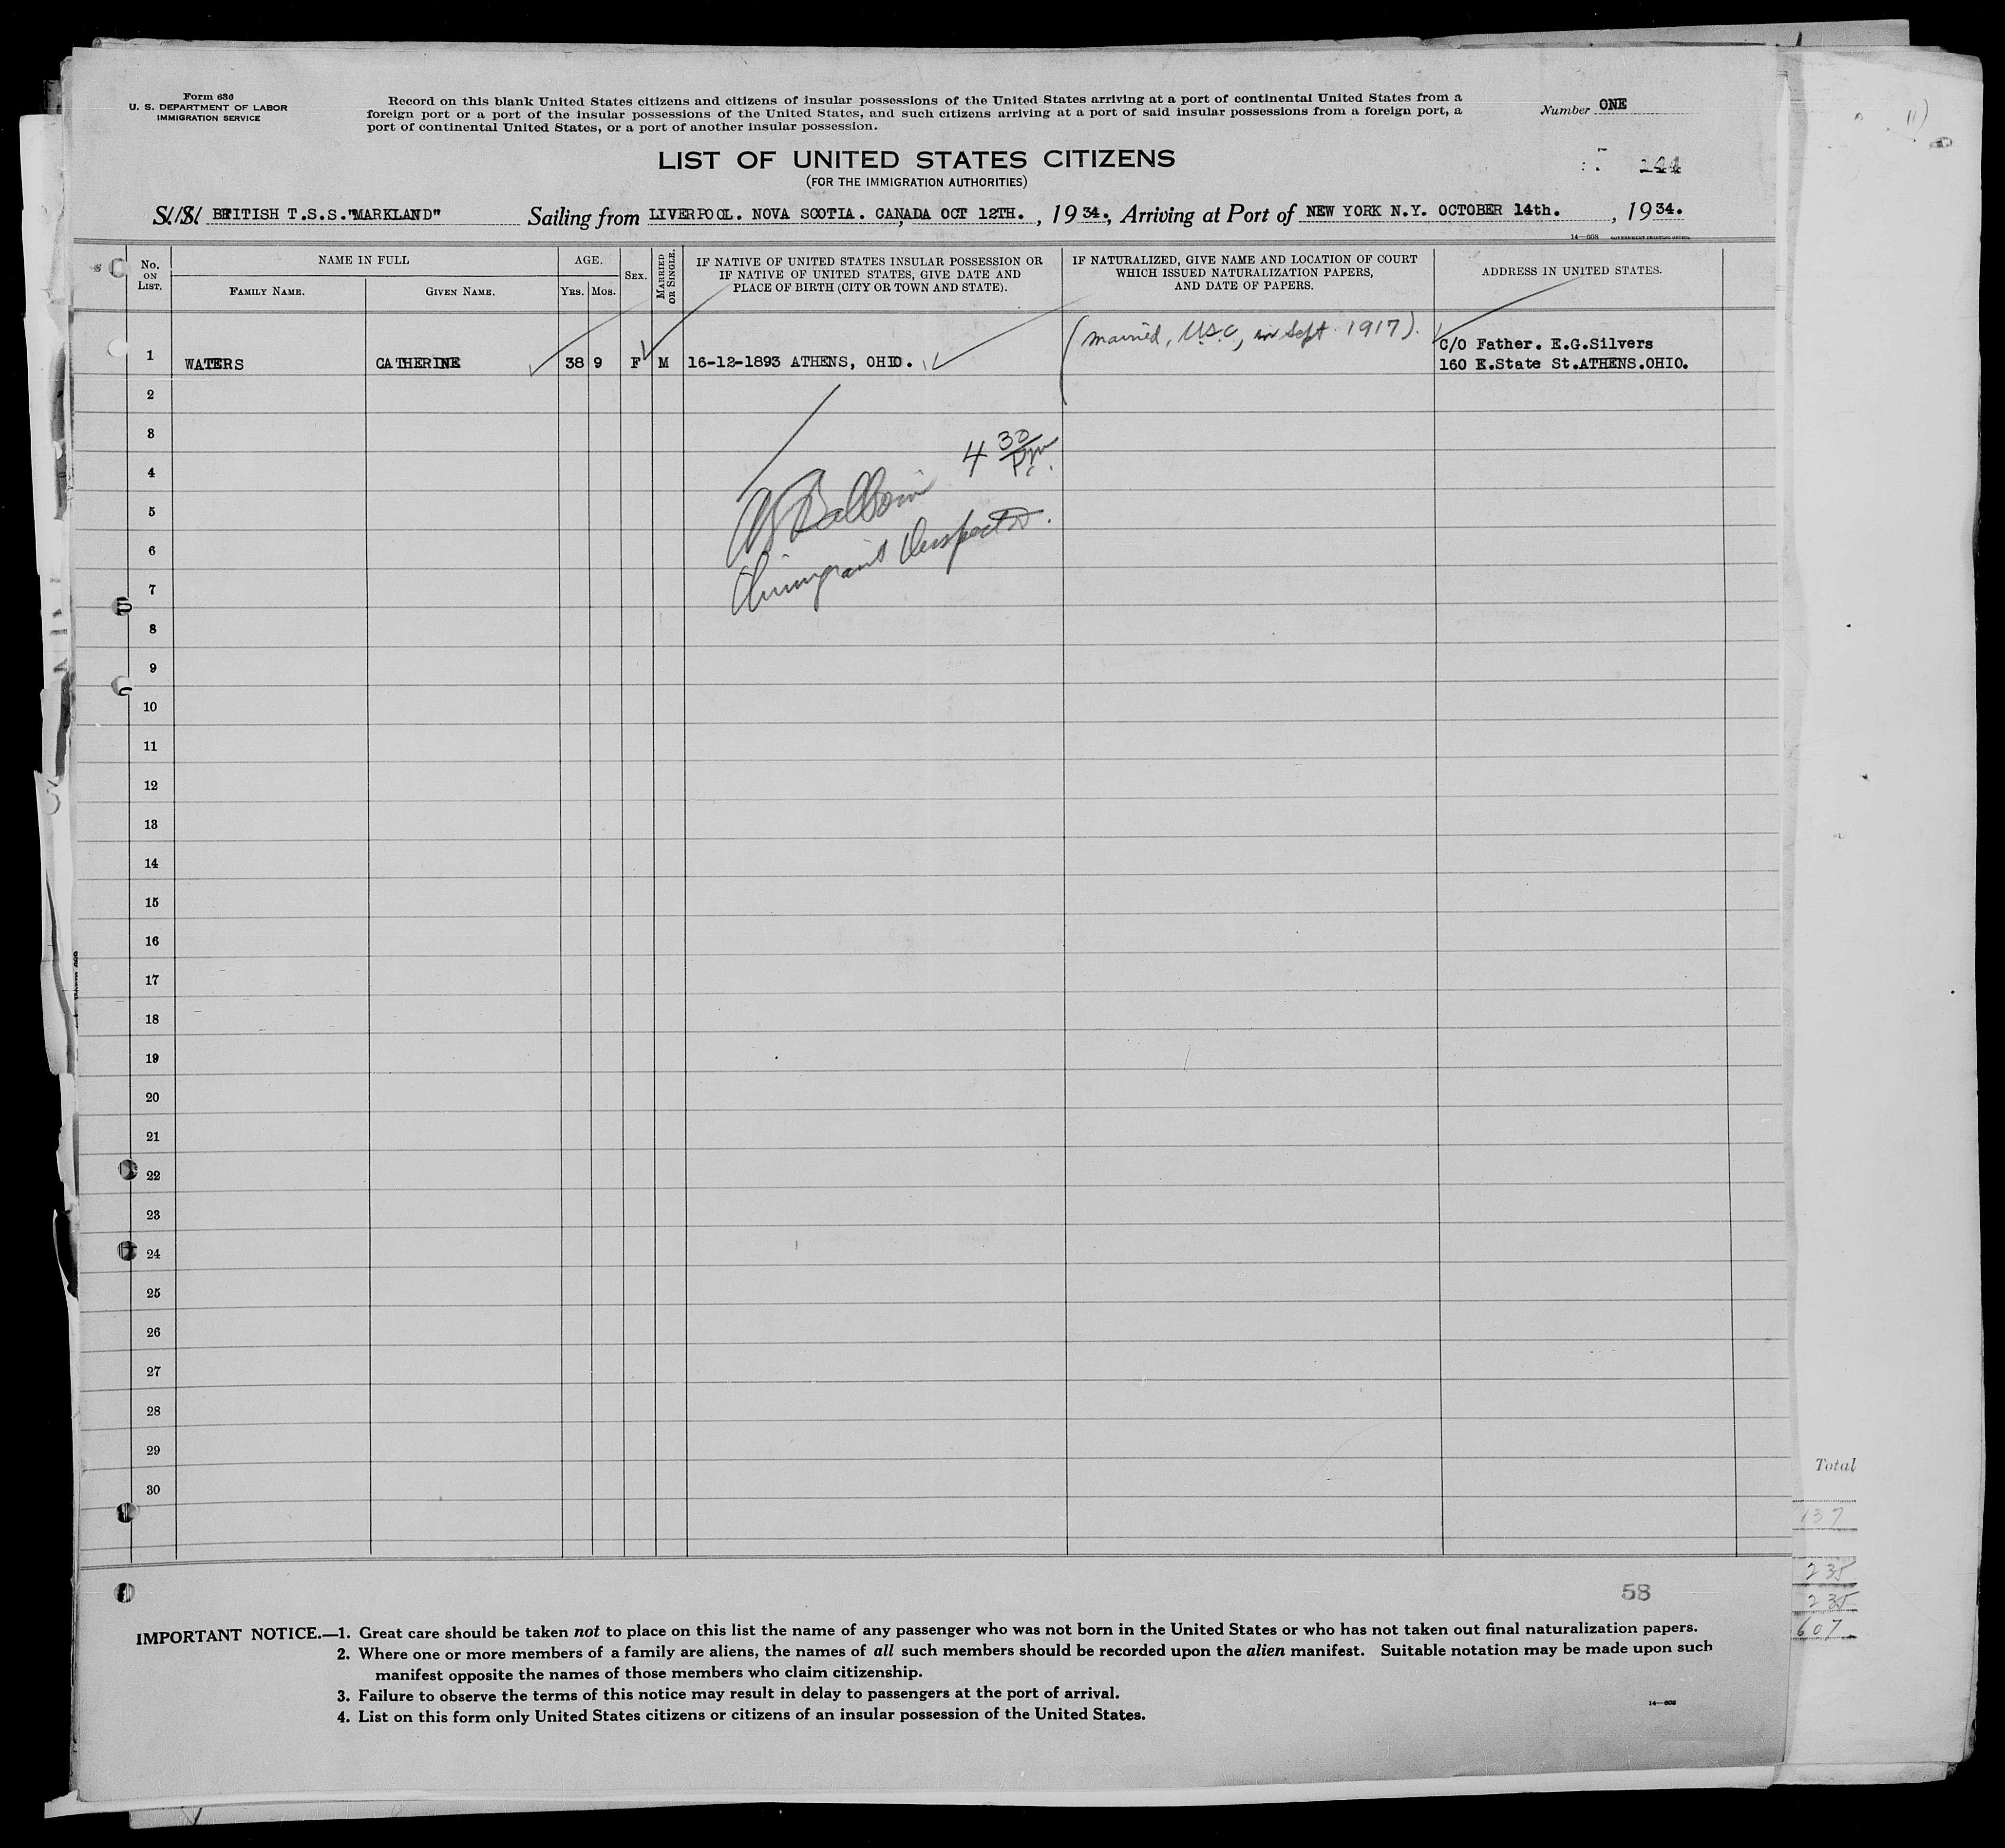 Form 630
U. S. DEPARTMENT OF LABOR
IMMIGRATION SERVICE
Record on this blank United States citizens and citizens of insular possessions of the United States arriving at a port of continental United States from a
foreign port or a port of the insular possessions of the United States, and such citizens arriving at a port of said insular possessions from a foreign port, a
port of continental United States, or a port of another insular possession.
Number ONE
LIST OF UNITED STATES CITIZENS
(FOR THE IMMIGRATION AUTHORITIES)
144
S. S. BRITISH T.S.S."MARKLAND" Sailing from LIVERPOOL. NOVA SCOTIA. CANADA OCT 12TH. , 19 34. , Arriving at Port of NEW YORK N.Y. OCTOBER 14th. , 19 34.
14—608 GOVERNMENT PRINTING OFFICE
No. ON LIST.
NAME IN FULL
FAMILY NAME.
GIVEN NAME.
AGE.
YRS.
MOS.
SEX.
MARRIED OR SINGLE.
IF NATIVE OF UNITED STATES INSULAR POSSESSION OR
IF NATIVE OF UNITED STATES, GIVE DATE AND
PLACE OF BIRTH (CITY OR TOWN AND STATE).
IF NATURALIZED, GIVE NAME AND LOCATION OF COURT
WHICH ISSUED NATURALIZATION PAPERS,
AND DATE OF PAPERS.
ADDRESS IN UNITED STATES.
(married, U.S.C, in Sept. 1917).
C/O Father. E.G.Silvers
1 WATERS CATHERINE 38 9 F M 16-12-1893 ATHENS, OHIO. 160 E.State St.ATHENS.OHIO.
2
3
4 30
Pm.
4
5
6
Immigrant Inspector.
7
8
9
10
11
12
13
14
15
16
17
18
19
20
21
22
23
24
25
26
27
28
29
30
Total
137
235
235
607
58
IMPORTANT NOTICE.—1. Great care should be taken not to place on this list the name of any passenger who was not born in the United States or who has not taken out final naturalization papers.
2. Where one or more members of a family are aliens, the names of all such members should be recorded upon the alien manifest. Suitable notation may be made upon such
manifest opposite the names of those members who claim citizenship.
3. Failure to observe the terms of this notice may result in delay to passengers at the port of arrival.
4. List on this form only United States citizens or citizens of an insular possession of the United States.
14—608